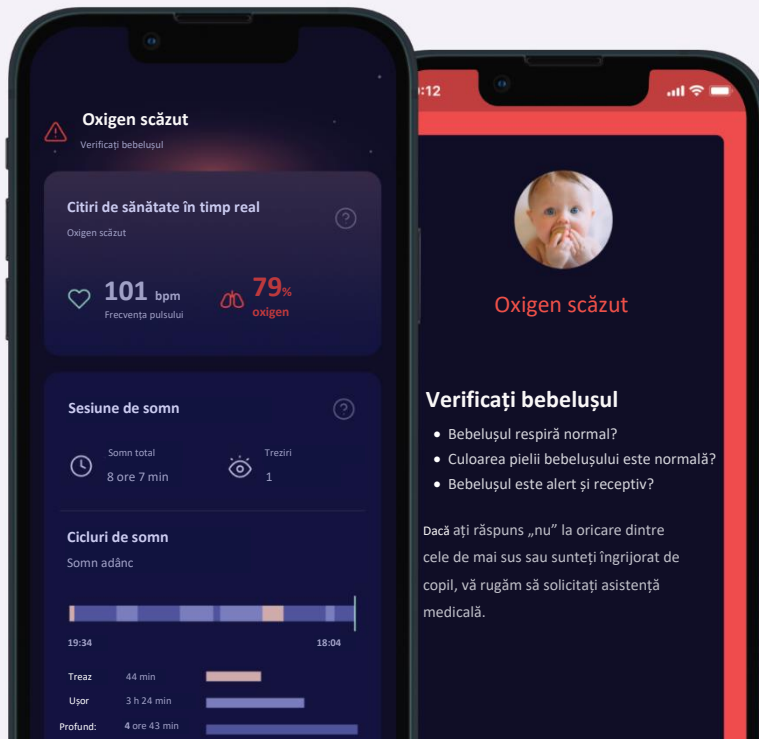 Oxigen scăzut
Verificați bebelușul
Citiri de sănătate în timp real
Oxigen scăzut
101 bpm
Frecvența pulsului
79%
oxigen
Sesiune de somn
Somn total
8 ore 7 min
Treziri
1
Cicluri de somn
Somn adânc
19:34
18:04
Treaz 44 min
Ușor 3 h 24 min
Profund: 4 ore 43 min
:12
Oxigen scăzut
Verificați bebelușul
• Bebelușul respiră normal?
• Culoarea pielii bebelușului este normală?
• Bebelușul este alert și receptiv?
Dacă ați răspuns „nu” la oricare dintre
cele de mai sus sau sunteți îngrijorat de
copil, vă rugăm să solicitați asistență
medicală.